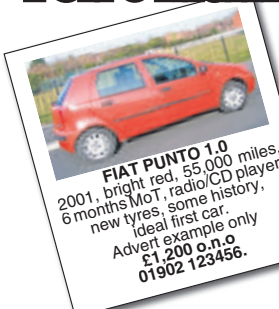 FIAT PUNTO 1.0
2001, bright red, 55,000 miles,
6 months MoT, radio/CD player
new tyres, some history,
ideal first car.
Advert example only
£1,200 o.n.o
01902 123456.